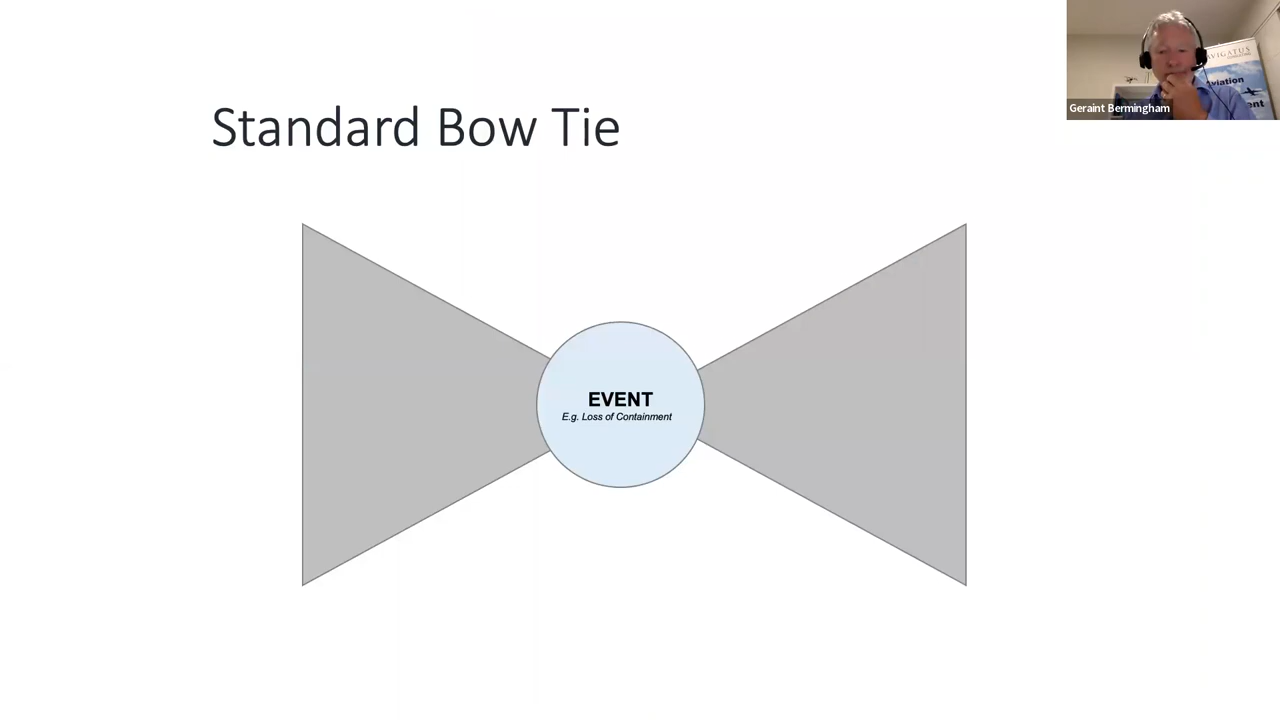 Standard Bow Tie
Geraint Bermingham
EVENT
E.g. Loss of Containment